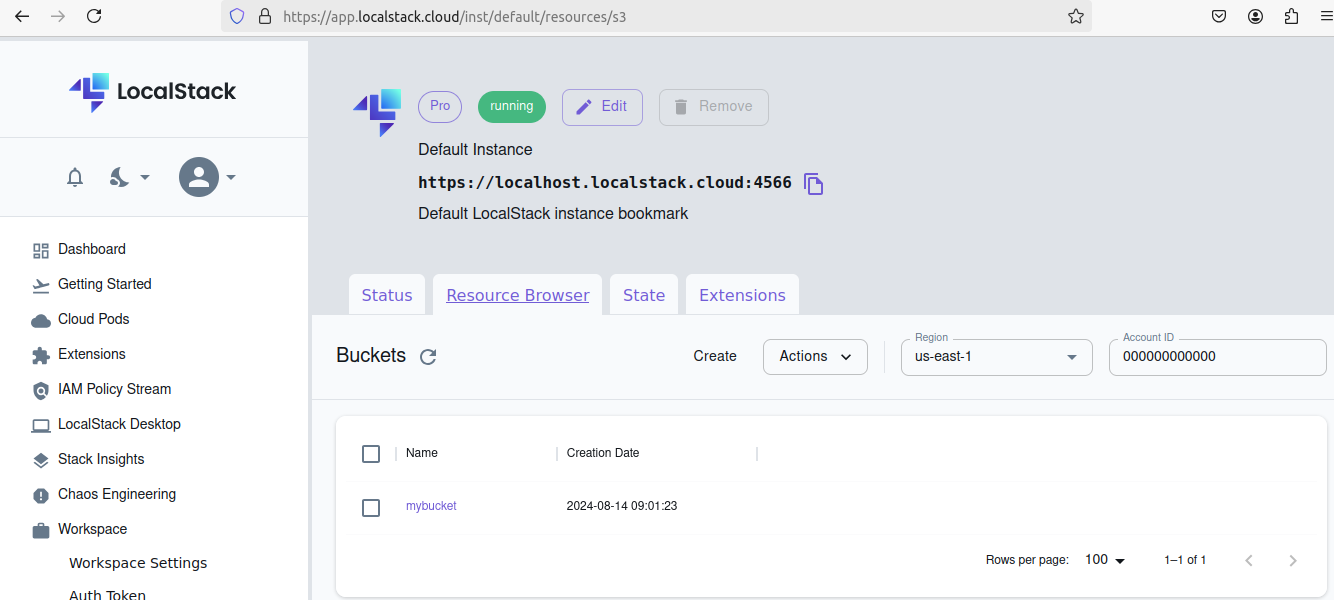 https://app.localstack.cloud/inst/default/resources/s3
LocalStack
Dashboard
Getting Started
Cloud Pods
Extensions
IAM Policy Stream
LocalStack Desktop
Stack Insights
Chaos Engineering
Workspace
Workspace Settings
Auth Token
Pro running Edit Remove
Default Instance
https://localhost.localstack.cloud:4566
Default LocalStack instance bookmark
Status Resource Browser State Extensions
Buckets Create Actions Region us-east-1 Account ID 000000000000
Name Creation Date
mybucket 2024-08-14 09:01:23
Rows per page: 100 1–1 of 1